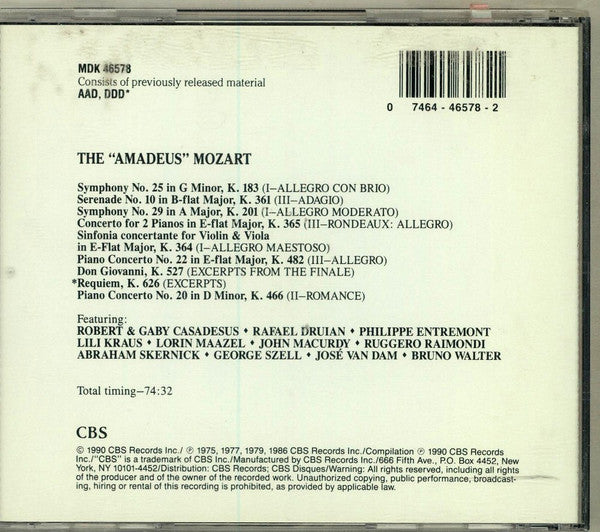 MDK 46578
Consists of previously released material
AAD, DDD*
0 7464 - 46578 - 2
THE “AMADEUS” MOZART
Symphony No. 25 in G Minor, K. 183 (I–ALLEGRO CON BRIO)
Serenade No. 10 in B-flat Major, K. 361 (III–ADAGIO)
Symphony No. 29 in A Major, K. 201 (I–ALLEGRO MODERATO)
Concerto for 2 Pianos in E-flat Major, K. 365 (III–RONDEAUX: ALLEGRO)
Sinfonia concertante for Violin & Viola
in E-Flat Major, K. 364 (I–ALLEGRO MAESTOSO)
Piano Concerto No. 22 in E-flat Major, K. 482 (III–ALLEGRO)
Don Giovanni, K. 527 (EXCERPTS FROM THE FINALE)
*Requiem, K. 626 (EXCERPTS)
Piano Concerto No. 20 in D Minor, K. 466 (II–ROMANCE)
Featuring:
ROBERT & GABY CASADESUS ♦ RAFAEL DRUIAN ♦ PHILIPPE ENTREMONT
LILI KRAUS ♦ LORIN MAAZEL ♦ JOHN MACURDY ♦ RUGGERO RAIMONDI
ABRAHAM SKERNICK ♦ GEORGE SZELL ♦ JOSÉ VAN DAM ♦ BRUNO WALTER
Total timing–74:32
CBS
© 1990 CBS Records Inc./ ℗ 1975, 1977, 1979, 1986 CBS Records Inc./Compilation ℗ 1990 CBS Records
Inc./"CBS" is a trademark of CBS Inc./Manufactured by CBS Records Inc./666 Fifth Ave., P.O. Box 4452, New
York, NY 10101-4452/Distribution: CBS Records; CBS Disques/Warning: All rights reserved, including all rights
of the producer and of the owner of the recorded work. Unauthorized copying, public performance, broadcast-
ing, hiring or rental of this recording is prohibited, as provided by applicable law.